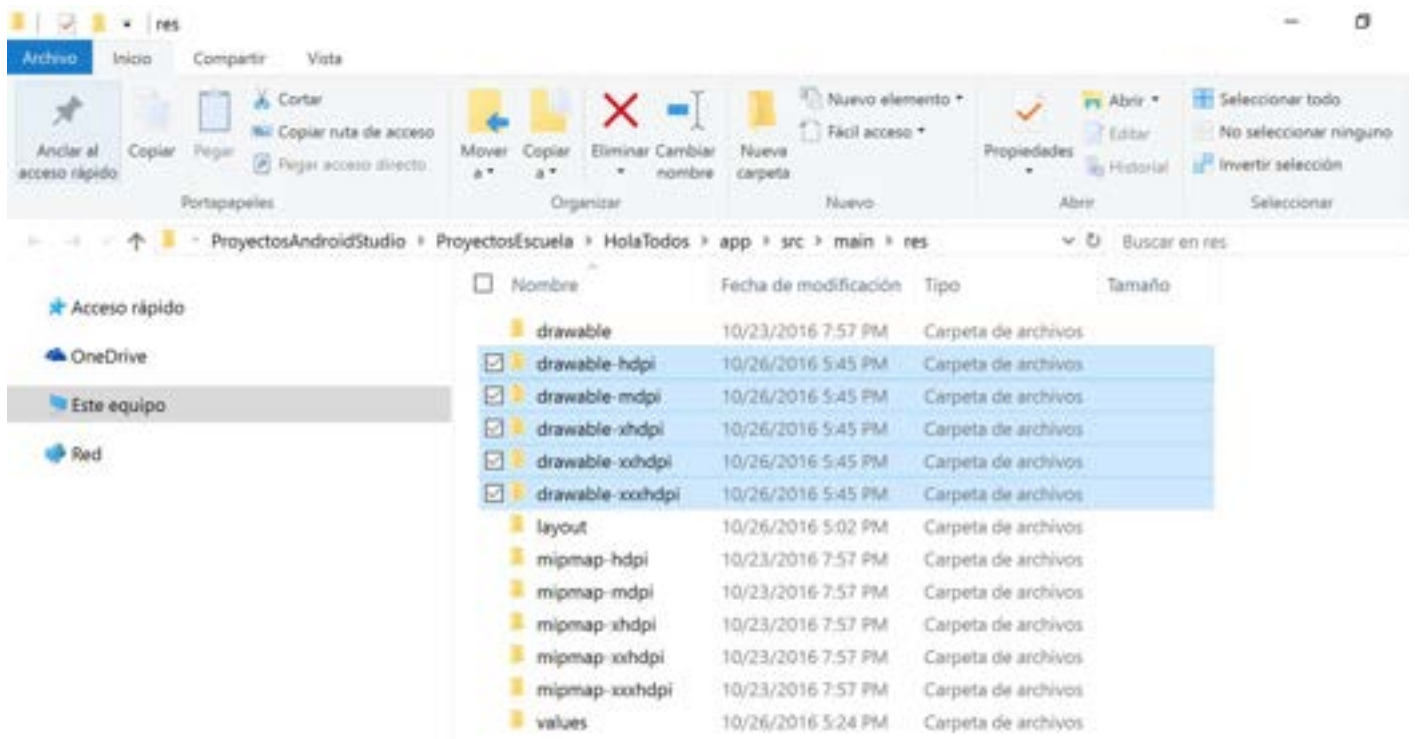 res
Archivo Inicio Compartir Vista
Anclar al acceso rápido
Copiar
Pegar
Cortar
Copiar ruta de acceso
Pegar acceso directo
Portapapeles
Mover a
Copiar a
Eliminar
Cambiar nombre
Organizar
Nueva carpeta
Nuevo elemento
Fácil acceso
Nuevo
Propiedades
Abrir
Editar
Historial
Abrir
Seleccionar todo
No seleccionar ninguno
Invertir selección
Seleccionar
ProyectosAndroidStudio ProyectosEscuela HolaTodos app src main res
Buscar en res
Acceso rápido
OneDrive
Este equipo
Red
Nombre Fecha de modificación Tipo Tamaño
drawable 10/23/2016 7:57 PM Carpeta de archivos
drawable-hdpi 10/26/2016 5:45 PM Carpeta de archivos
drawable-mdpi 10/26/2016 5:45 PM Carpeta de archivos
drawable-xhdpi 10/26/2016 5:45 PM Carpeta de archivos
drawable-xxhdpi 10/26/2016 5:45 PM Carpeta de archivos
drawable-xxxhdpi 10/26/2016 5:45 PM Carpeta de archivos
layout 10/26/2016 5:02 PM Carpeta de archivos
mipmap-hdpi 10/23/2016 7:57 PM Carpeta de archivos
mipmap-mdpi 10/23/2016 7:57 PM Carpeta de archivos
mipmap-xhdpi 10/23/2016 7:57 PM Carpeta de archivos
mipmap-xxhdpi 10/23/2016 7:57 PM Carpeta de archivos
mipmap-xxxhdpi 10/23/2016 7:57 PM Carpeta de archivos
values 10/26/2016 5:24 PM Carpeta de archivos